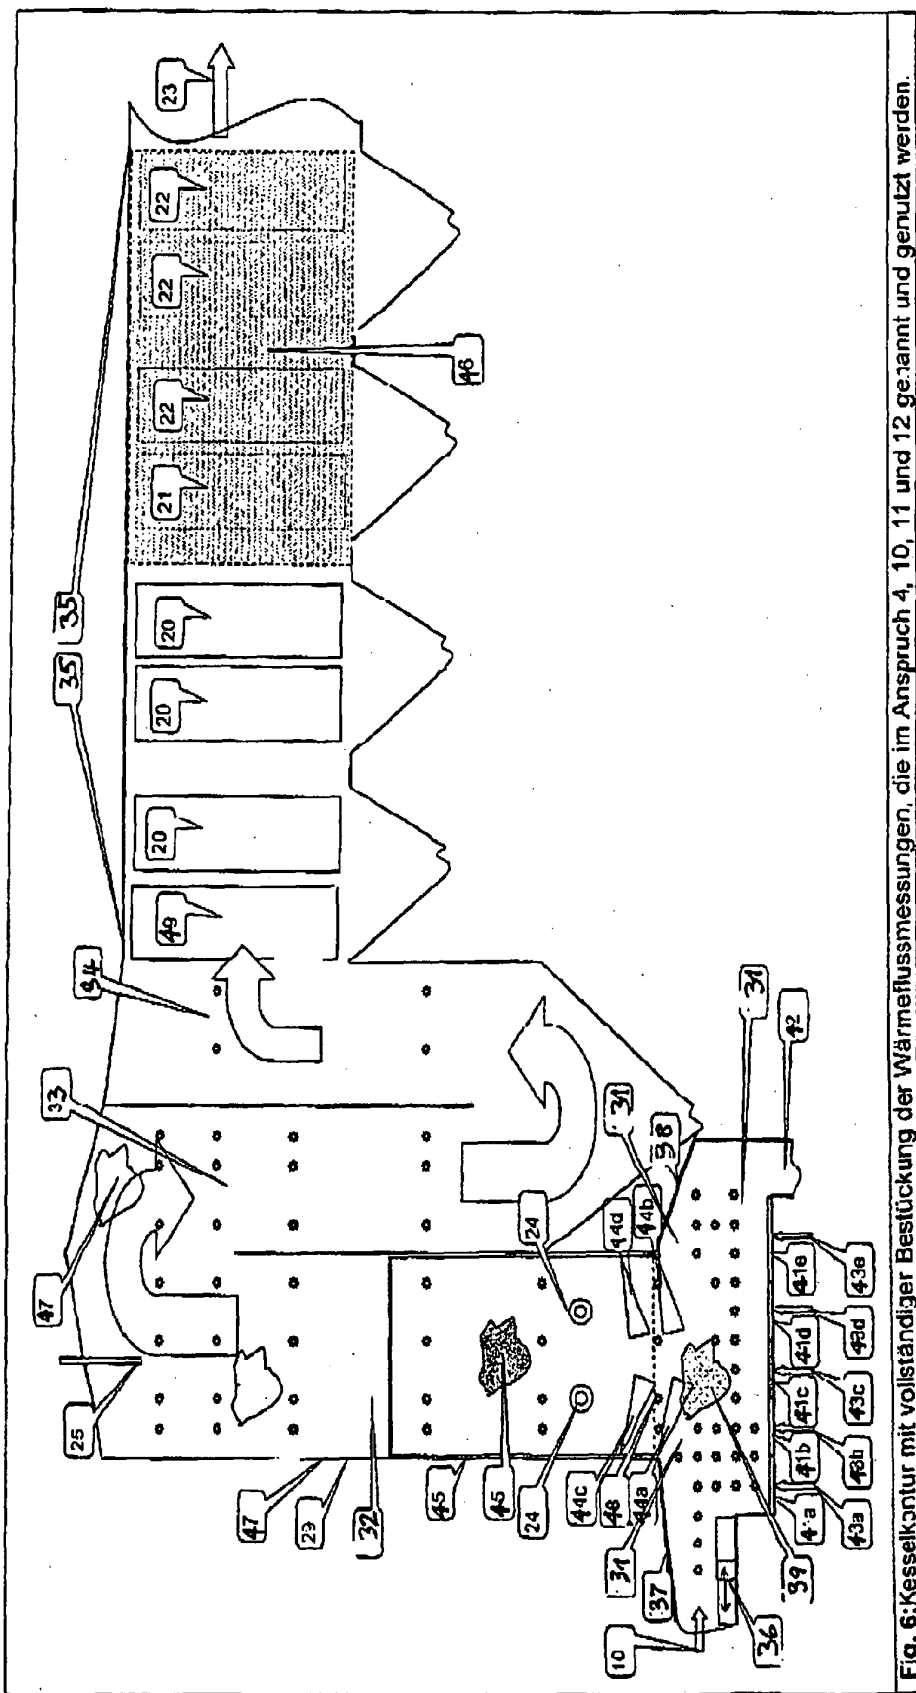 23
22
22
22
21
20
20
20
49
46
35
35
34
33
47
25
47
29
32
45
45
24
24
44d
44b
44c
48
44a
31
38
31
31
37
10
36
39
42
41e
41d
41c
41b
43e
43d
43c
43b
43a
Fig. 6:Kesselkontur mit vollständiger Bestückung der Wärmeflussmessungen, die im Anspruch 4, 10, 11 und 12 genannt und genutzt werden.